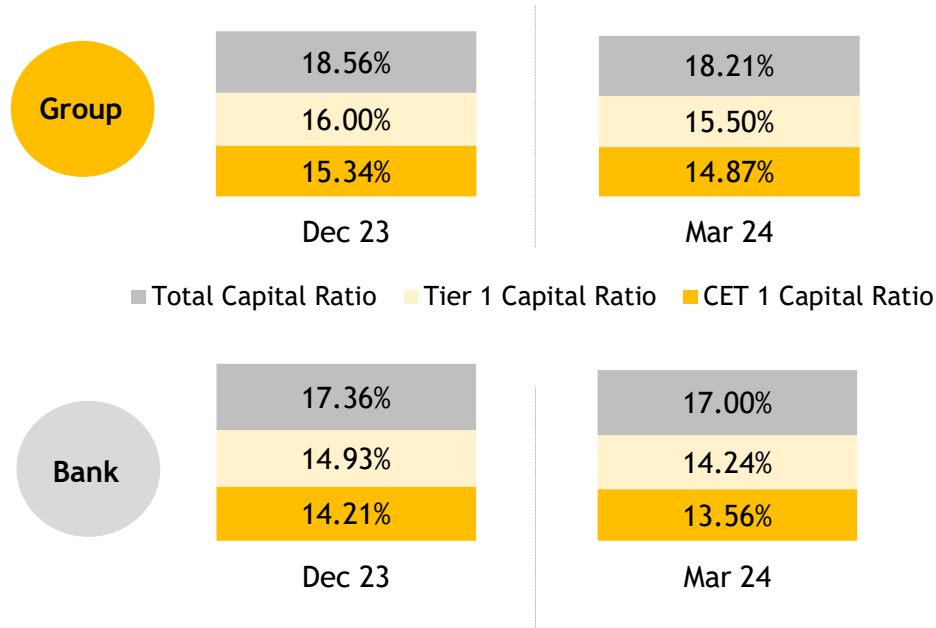 Group
18.56%
16.00%
15.34%
Dec 23
18.21%
15.50%
14.87%
Mar 24
Total Capital Ratio Tier 1 Capital Ratio CET 1 Capital Ratio
Bank
17.36%
14.93%
14.21%
Dec 23
17.00%
14.24%
13.56%
Mar 24